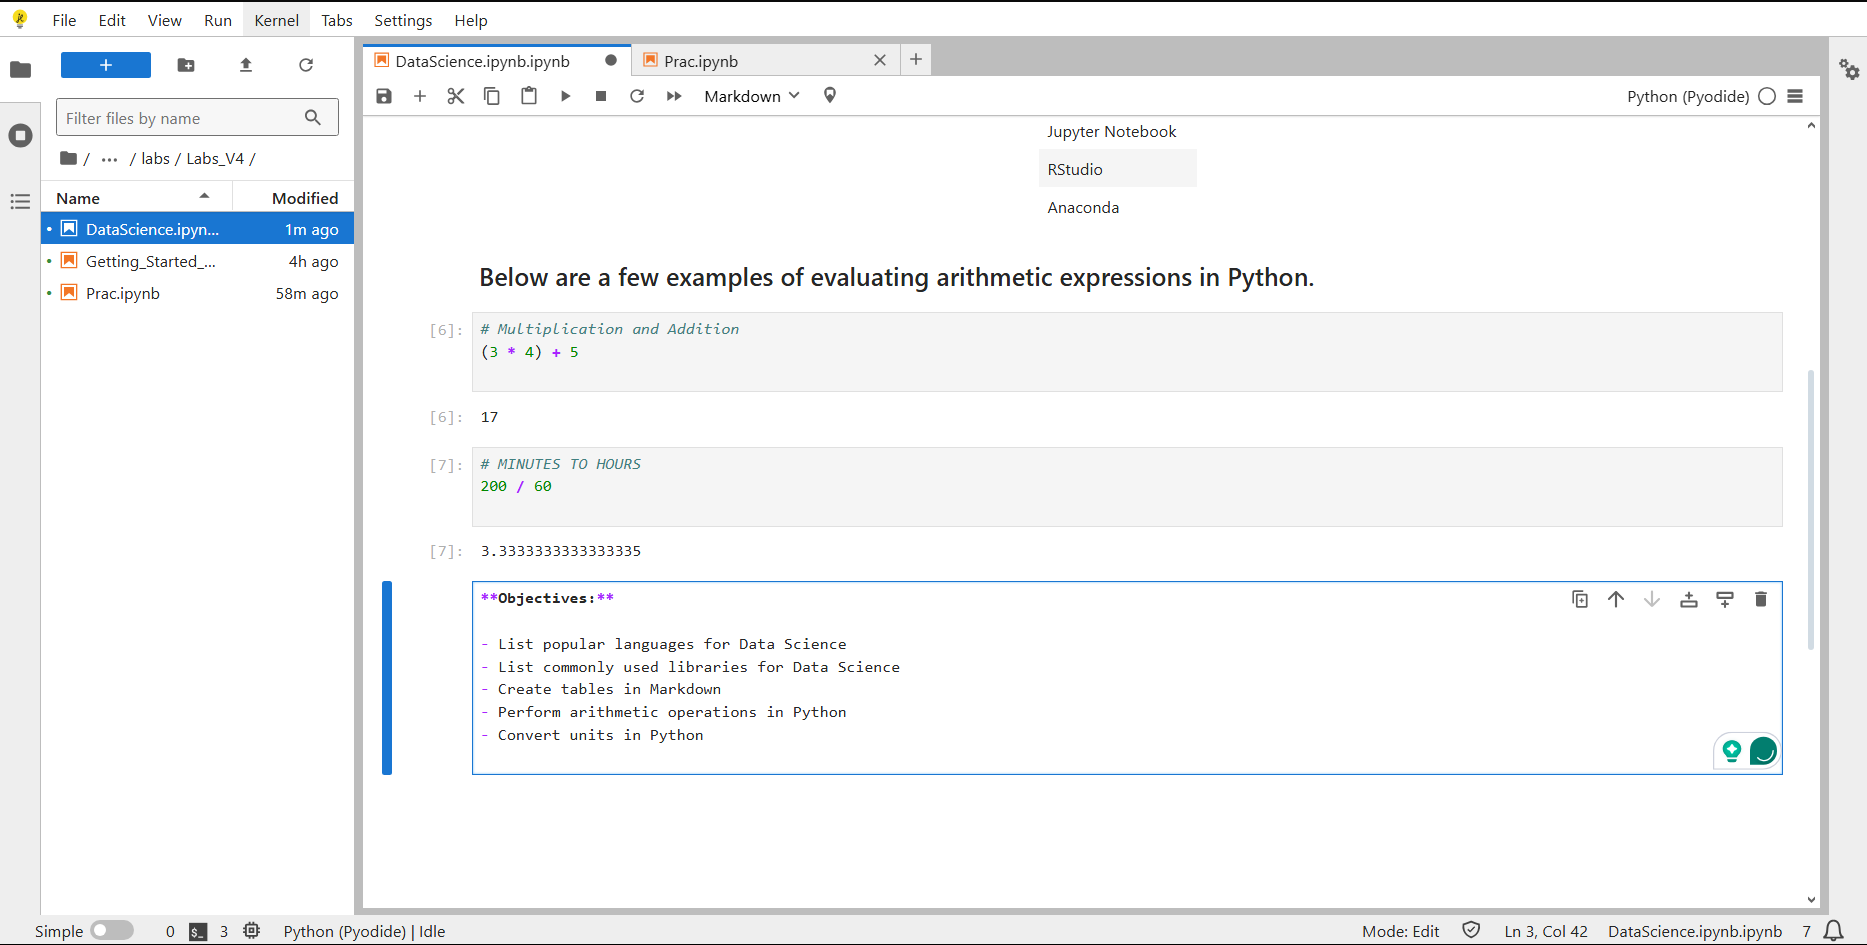 File Edit View Run Kernel Tabs Settings Help
+
Filter files by name
/ ... / labs / Labs_V4 /
Name Modified
DataScience.ipyn... 1m ago
Getting_Started_... 4h ago
Prac.ipynb 58m ago
DataScience.ipynb.ipynb
Prac.ipynb
Markdown
Python (Pyodide)
Jupyter Notebook
RStudio
Anaconda
Below are a few examples of evaluating arithmetic expressions in Python.
[6]: # Multiplication and Addition
(3 * 4) + 5
[6]: 17
[7]: # MINUTES TO HOURS
200 / 60
[7]: 3.3333333333333335
**Objectives:**
- List popular languages for Data Science
- List commonly used libraries for Data Science
- Create tables in Markdown
- Perform arithmetic operations in Python
- Convert units in Python
Simple 0 $_ 3 Python (Pyodide) | Idle Mode: Edit Ln 3, Col 42 DataScience.ipynb.ipynb 7